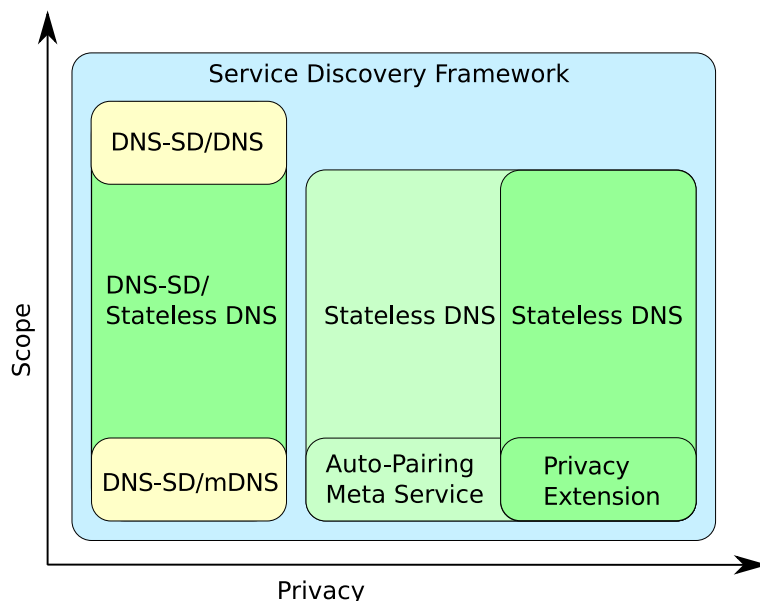 Service Discovery Framework
DNS-SD/DNS
DNS-SD/
Stateless DNS
Stateless DNS
Stateless DNS
DNS-SD/mDNS
Auto-Pairing
Meta Service
Privacy
Extension
Scope
Privacy